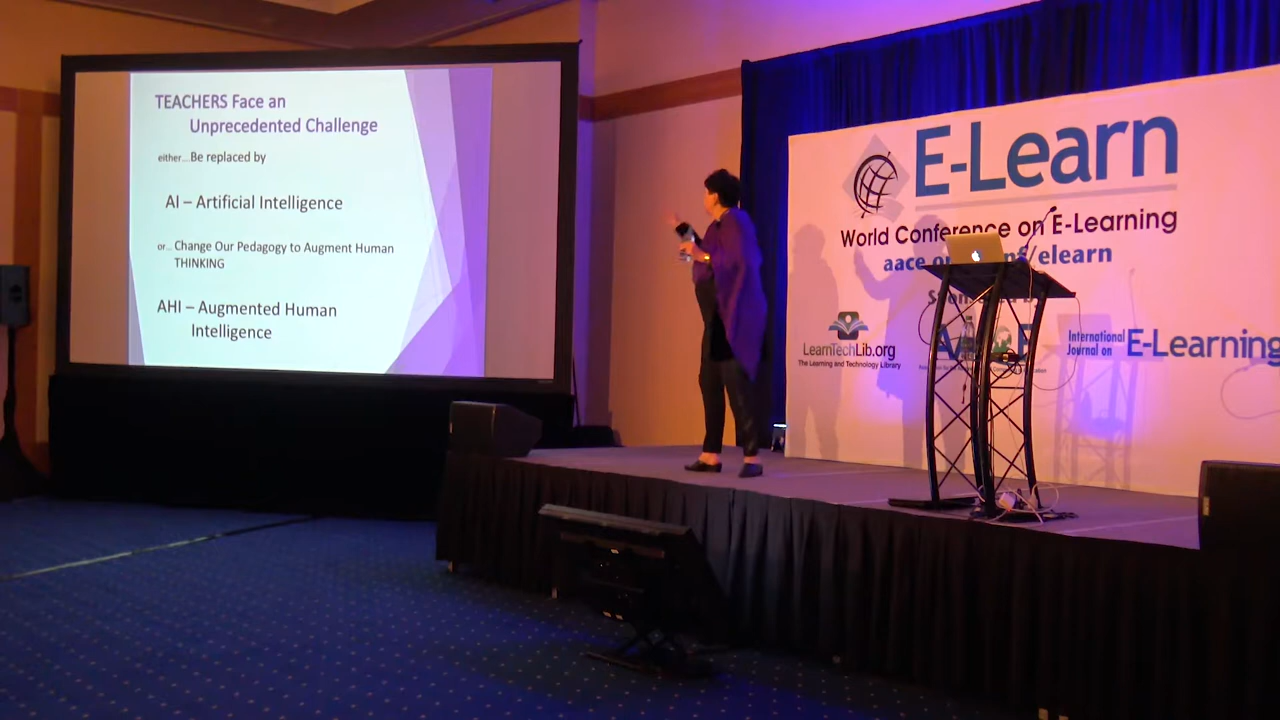 TEACHERS Face an
Unprecedented Challenge
either... Be replaced by
AI – Artificial Intelligence
or... Change Our Pedagogy to Augment Human
THINKING
AHI – Augmented Human
Intelligence
E-Learn
World Conference on E-Learning
aace /elearn
LearnTechLib.org
The Learning and Technology Library
International
Journal on E-Learning